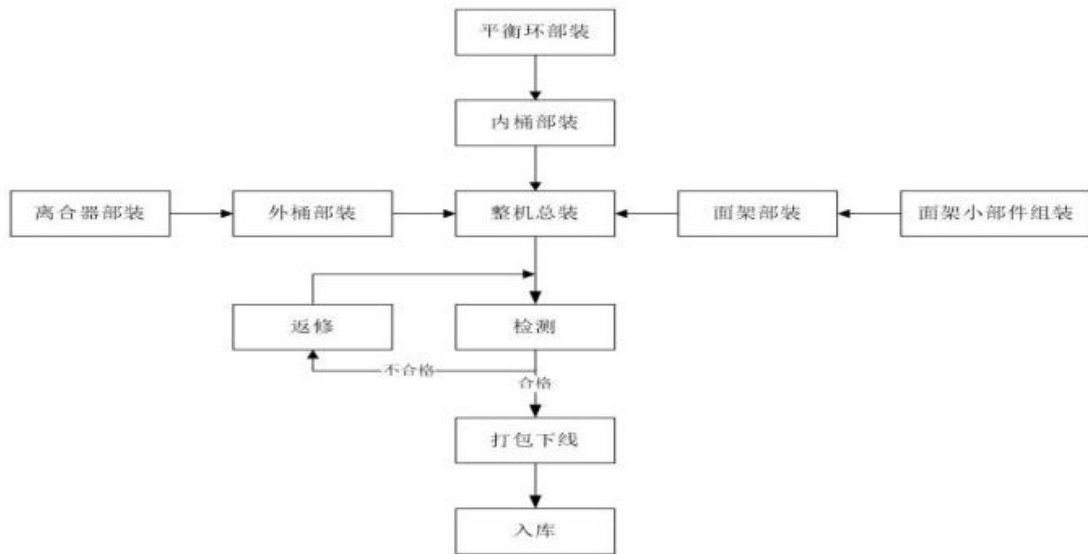 平衡环部装
内桶部装
离合器部装
外桶部装
整机总装
面架部装
面架小部件组装
返修
检测
不合格
合格
打包下线
入库